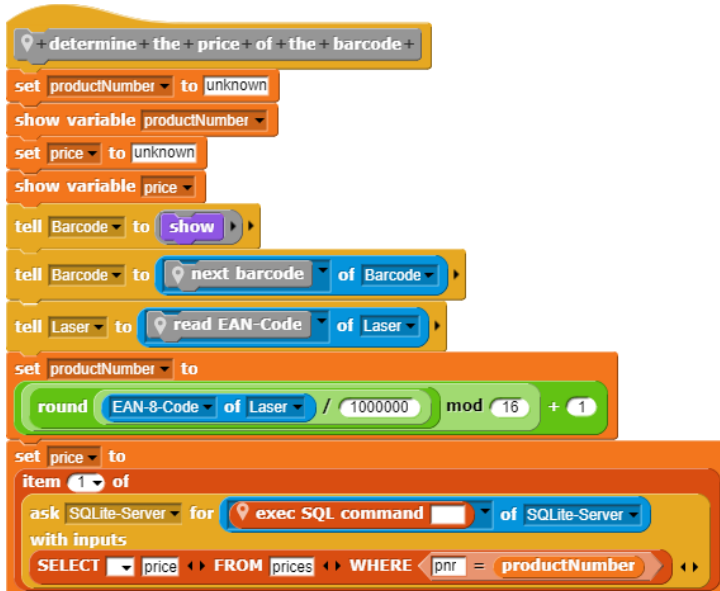 + determine + the + price + of + the + barcode +
set productNumber to unknown
show variable productNumber
set price to unknown
show variable price
tell Barcode to show
tell Barcode to next barcode of Barcode
tell Laser to read EAN-Code of Laser
set productNumber to
round EAN-8-Code of Laser / 1000000 mod 16 + 1
set price to
item 1 of
ask SQLite-Server for exec SQL command of SQLite-Server
with inputs
SELECT price FROM prices WHERE pnr = productNumber